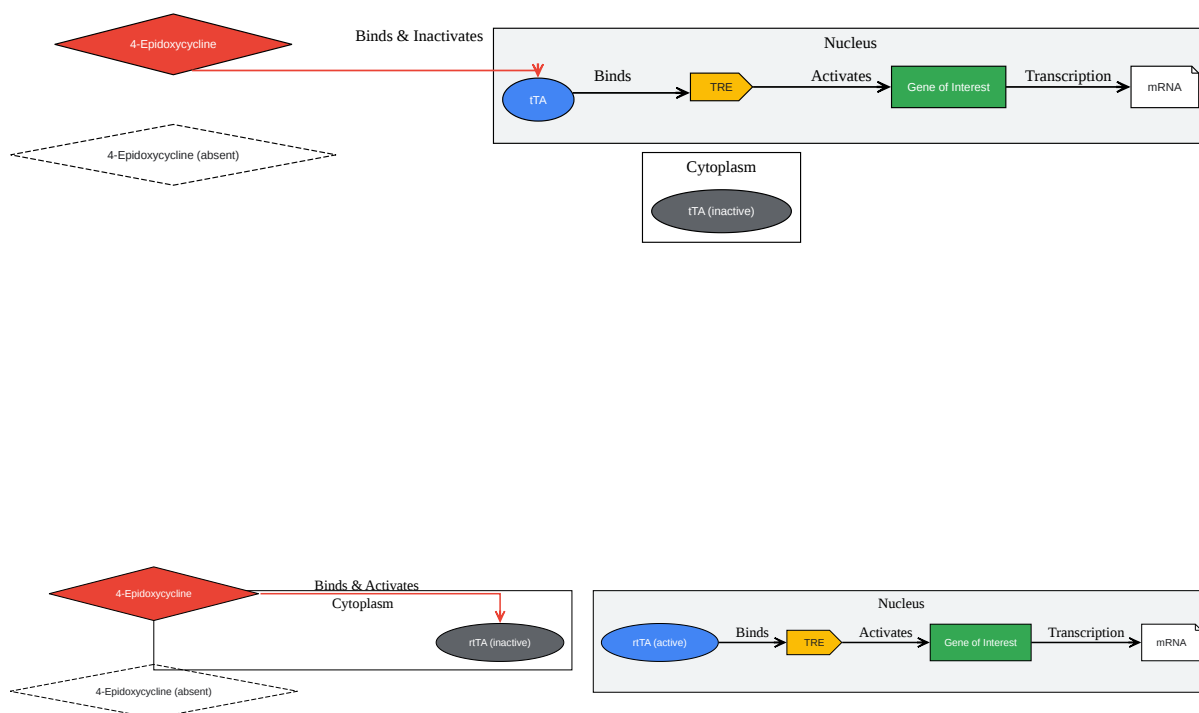 4-Epidoxycycline
Binds & Inactivates
Nucleus
tTA
Binds
TRE
Activates
Gene of Interest
Transcription
mRNA
4-Epidoxycycline (absent)
Cytoplasm
tTA (inactive)
4-Epidoxycycline
Binds & Activates
Cytoplasm
rtTA (inactive)
Nucleus
rtTA (active)
Binds
TRE
Activates
Gene of Interest
Transcription
mRNA
4-Epidoxycycline (absent)